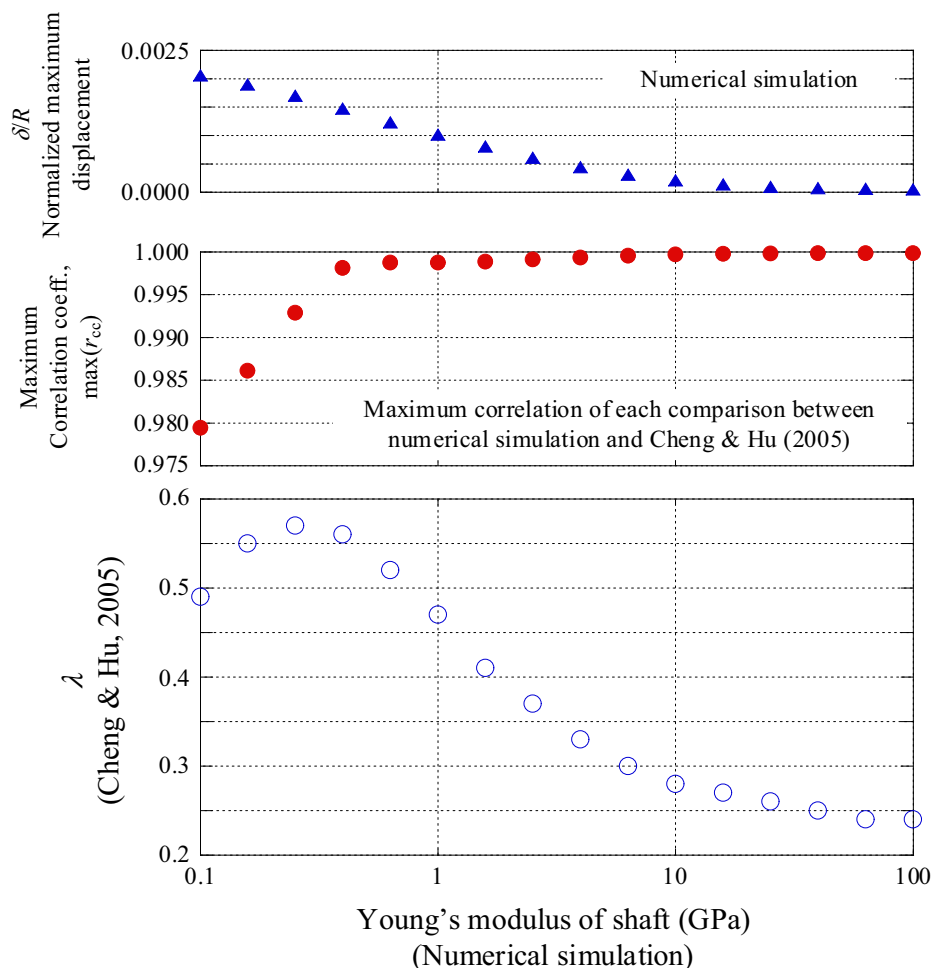 δ/R
Normalized maximum
displacement
0.0025
0.0000
Numerical simulation
Maximum
Correlation coeff.,
max(rcc)
1.000
0.995
0.990
0.985
0.980
0.975
Maximum correlation of each comparison between
numerical simulation and Cheng & Hu (2005)
λ
(Cheng & Hu, 2005)
0.6
0.5
0.4
0.3
0.2
0.1 1 10 100
Young’s modulus of shaft (GPa)
(Numerical simulation)